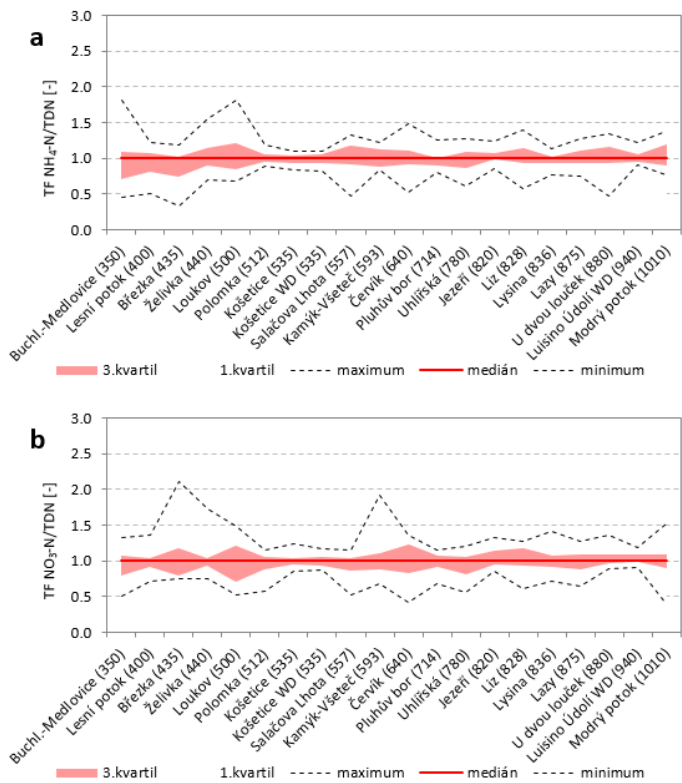 a
3.0
2.5
2.0
1.5
1.0
0.5
0.0
TF NH₄-N/TDN [-]
Buchl.-Medlovice (350)
Lesní potok (400)
Březka (435)
Želivka (440)
Loukov (500)
Polomka (512)
Košetice (535)
Košetice WD (535)
Salačova Lhota (557)
Kamýk-Všeteč (593)
Červík (640)
Pluhův bor (714)
Uhlířská (780)
Jezeří (820)
Liz (828)
Lysina (836)
Lazy (875)
U dvou louček (880)
Luisino Údolí WD (940)
Modrý potok (1010)
3.kvartil 1.kvartil maximum medián minimum
b
3.0
2.5
2.0
1.5
1.0
0.5
0.0
TF NO₃-N/TDN [-]
Buchl.-Medlovice (350)
Lesní potok (400)
Březka (435)
Želivka (440)
Loukov (500)
Polomka (512)
Košetice (535)
Košetice WD (535)
Salačova Lhota (557)
Kamýk-Všeteč (593)
Červík (640)
Pluhův bor (714)
Uhlířská (780)
Jezeří (820)
Liz (828)
Lysina (836)
Lazy (875)
U dvou louček (880)
Luisino Údolí WD (940)
Modrý potok (1010)
3.kvartil 1.kvartil maximum medián minimum